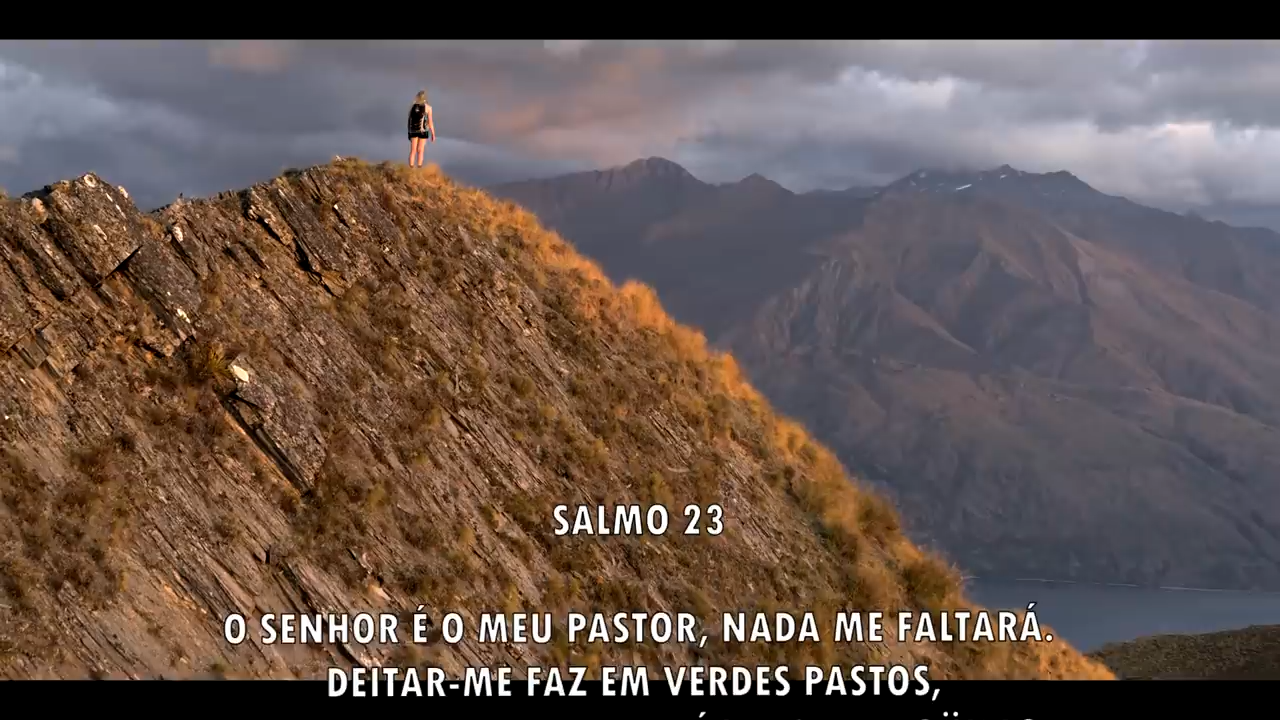 SALMO 23
O SENHOR É O MEU PASTOR, NADA ME FALTARÁ.
DEITAR-ME FAZ EM VERDES PASTOS,